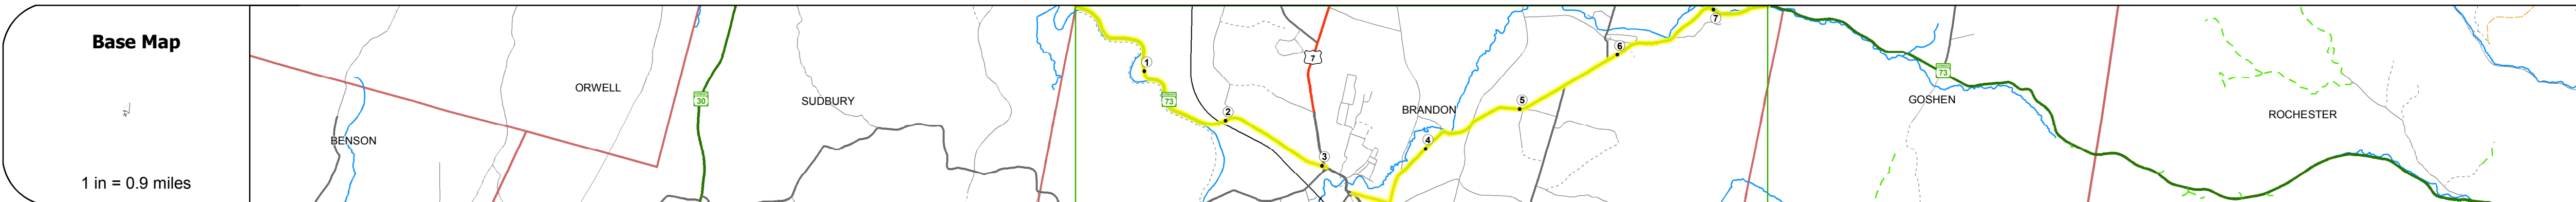 Base Map
1 in = 0.9 miles
BENSON
ORWELL
30
SUDBURY
1
73
2
7
3
BRANDON
4
5
6
7
73
GOSHEN
ROCHESTER